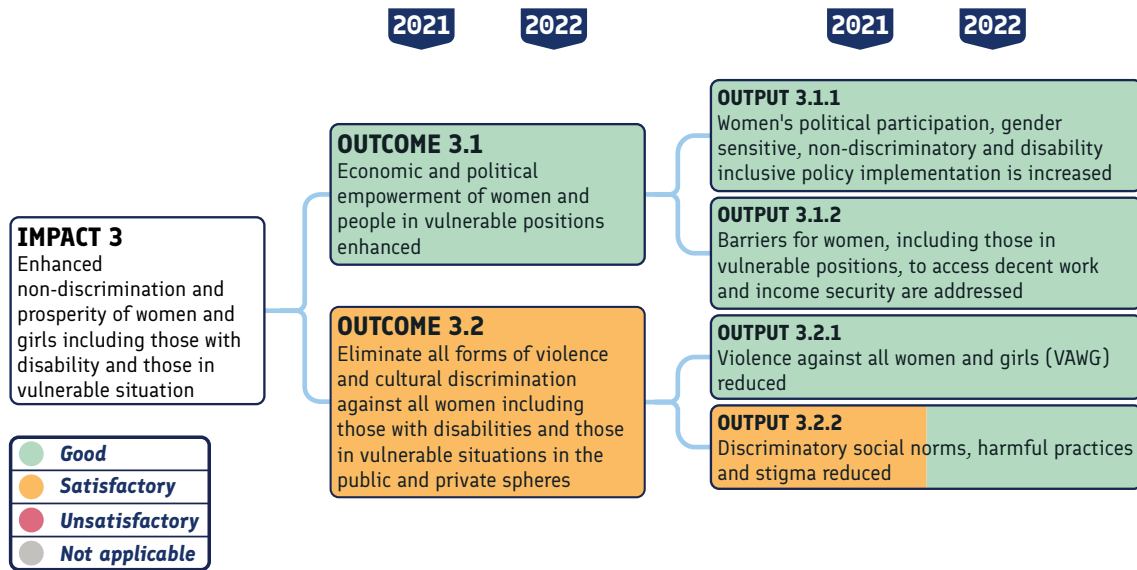 2021
2022
2021
2022
IMPACT 3
Enhanced
non-discrimination and
prosperity of women and
girls including those with
disability and those in
vulnerable situation
OUTCOME 3.1
Economic and political
empowerment of women and
people in vulnerable positions
enhanced
OUTCOME 3.2
Eliminate all forms of violence
and cultural discrimination
against all women including
those with disabilities and those
in vulnerable situations in the
public and private spheres
OUTPUT 3.1.1
Women's political participation, gender
sensitive, non-discriminatory and disability
inclusive policy implementation is increased
OUTPUT 3.1.2
Barriers for women, including those in
vulnerable positions, to access decent work
and income security are addressed
OUTPUT 3.2.1
Violence against all women and girls (VAWG)
reduced
OUTPUT 3.2.2
Discriminatory social norms, harmful practices
and stigma reduced
Good
Satisfactory
Unsatisfactory
Not applicable